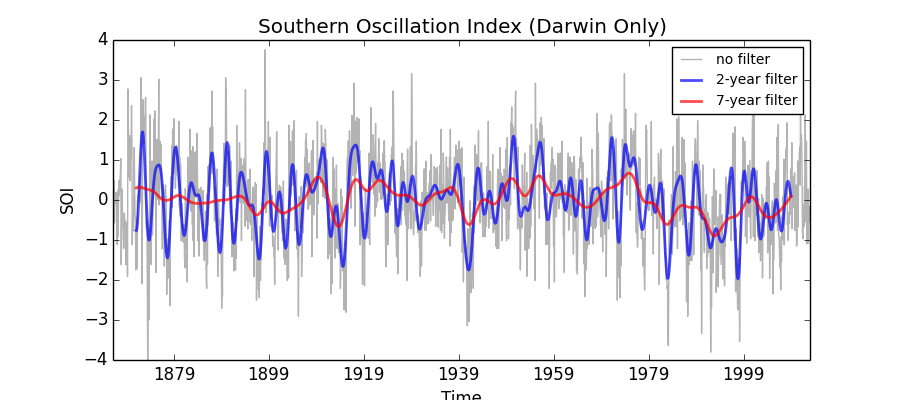 Southern Oscillation Index (Darwin Only)
4
3
2
1
0
−1
−2
−3
−4
SOI
no filter
2-year filter
7-year filter
1879 1899 1919 1939 1959 1979 1999
Time